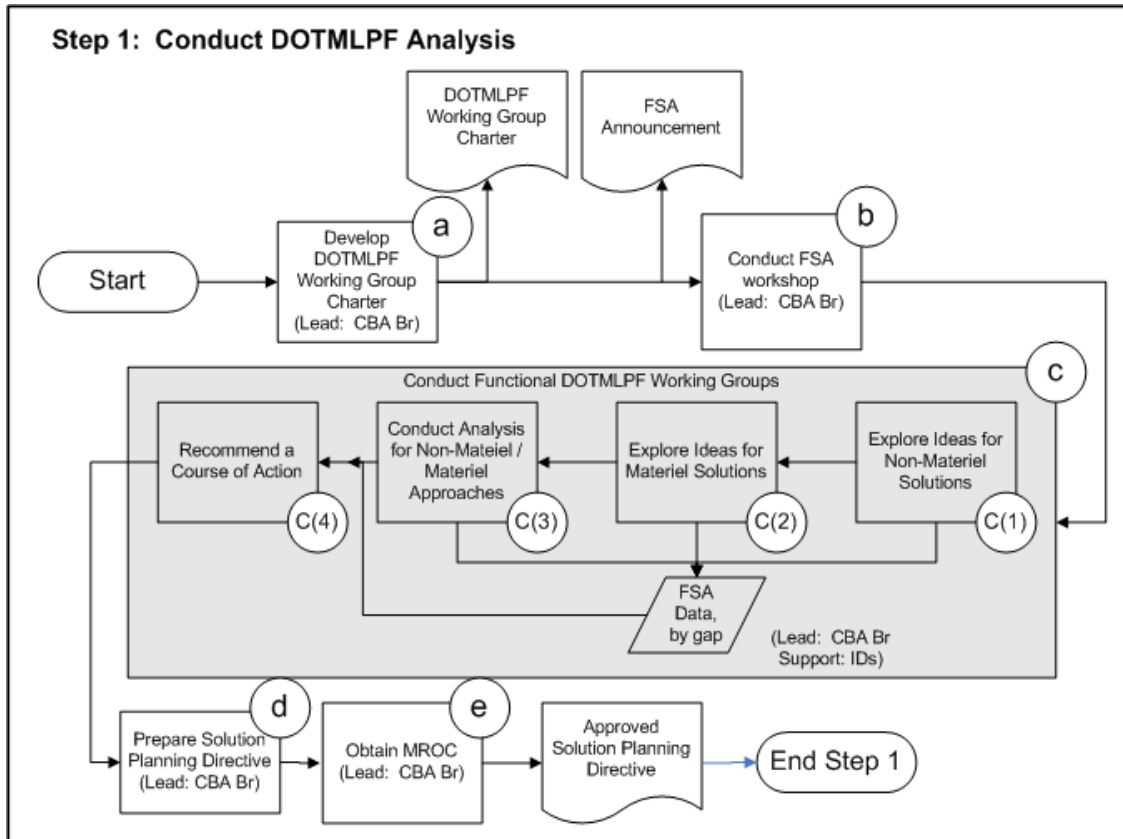 Step 1:  Conduct DOTMLPF Analysis
DOTMLPF
Working Group
Charter
FSA
Announcement
a
b
Start
Develop
DOTMLPF
Working Group
Charter
(Lead:  CBA Br)
Conduct FSA
workshop
(Lead:  CBA Br)
c
Conduct Functional DOTMLPF Working Groups
Recommend a
Course of Action
C(4)
Conduct Analysis
for Non-Mateiel /
Materiel
Approaches
C(3)
Explore Ideas for
Materiel Solutions
C(2)
Explore Ideas for
Non-Materiel
Solutions
C(1)
FSA
Data,
by gap
(Lead:  CBA Br
Support: IDs)
d
e
Prepare Solution
Planning Directive
(Lead: CBA Br)
Obtain MROC
(Lead:  CBA Br)
Approved
Solution Planning
Directive
End Step 1